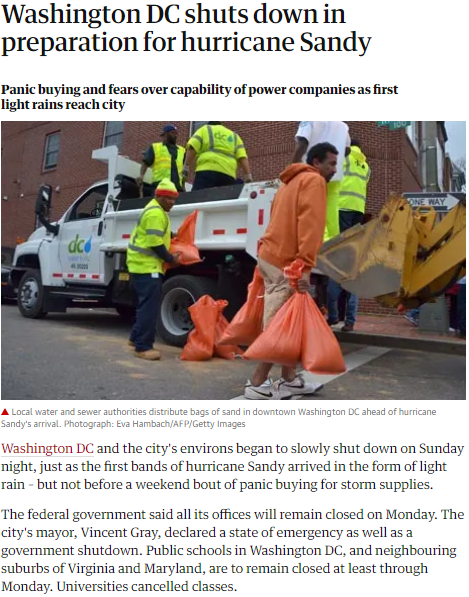 Washington DC shuts down in
preparation for hurricane Sandy
Panic buying and fears over capability of power companies as first
light rains reach city
dc
ONE WAY
▲ Local water and sewer authorities distribute bags of sand in downtown Washington DC ahead of hurricane
Sandy's arrival. Photograph: Eva Hambach/AFP/Getty Images
Washington DC and the city's environs began to slowly shut down on Sunday
night, just as the first bands of hurricane Sandy arrived in the form of light
rain – but not before a weekend bout of panic buying for storm supplies.
The federal government said all its offices will remain closed on Monday. The
city's mayor, Vincent Gray, declared a state of emergency as well as a
government shutdown. Public schools in Washington DC, and neighbouring
suburbs of Virginia and Maryland, are to remain closed at least through
Monday. Universities cancelled classes.